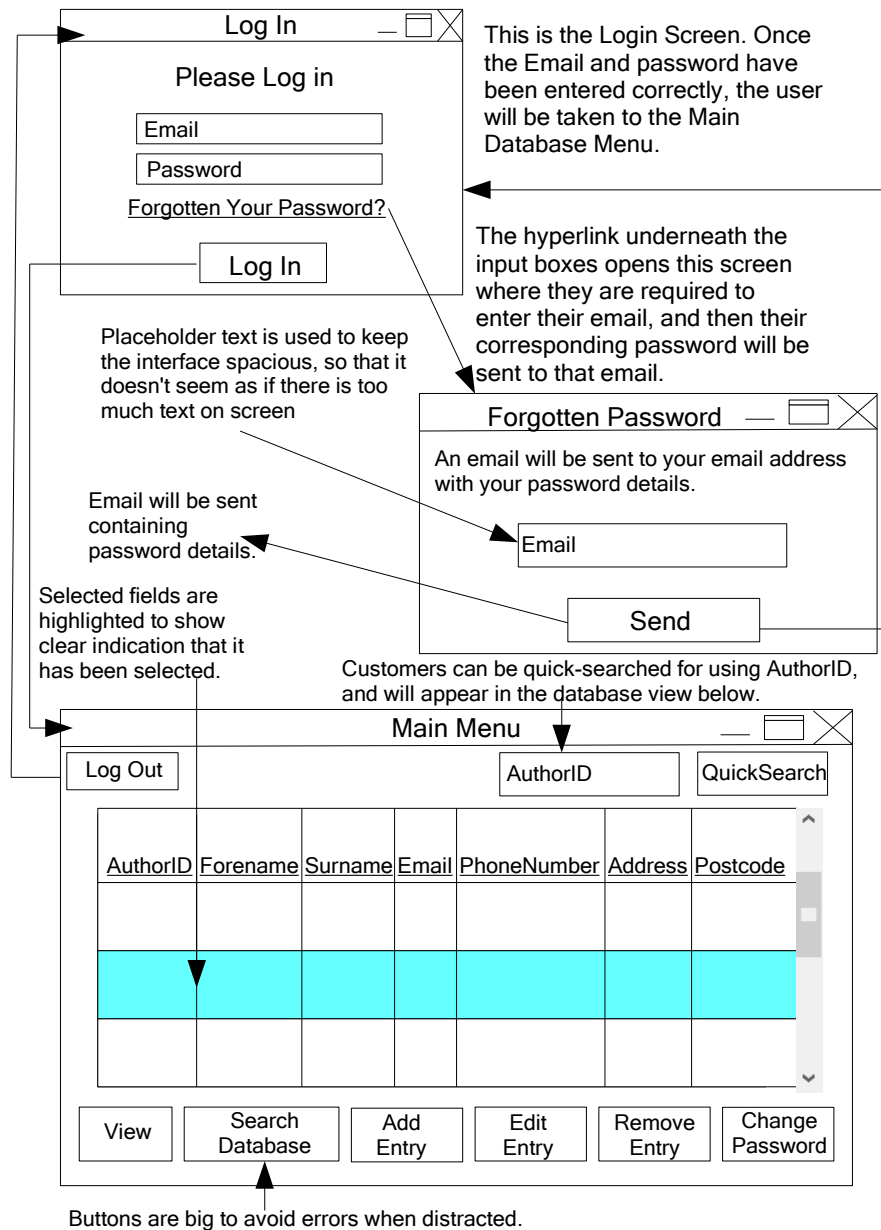 Log In
Please Log in
Email
Password
Forgotten Your Password?
Log In
This is the Login Screen. Once
the Email and password have
been entered correctly, the user
will be taken to the Main
Database Menu.
The hyperlink underneath the
input boxes opens this screen
where they are required to
enter their email, and then their
corresponding password will be
sent to that email.
Placeholder text is used to keep
the interface spacious, so that it
doesn't seem as if there is too
much text on screen
Forgotten Password
An email will be sent to your email address
with your password details.
Email
Send
Email will be sent
containing
password details.
Selected fields are
highlighted to show
clear indication that it
has been selected.
Customers can be quick-searched for using AuthorID,
and will appear in the database view below.
Main Menu
Log Out
AuthorID
QuickSearch
AuthorID Forename Surname Email PhoneNumber Address Postcode
View
Search
Database
Add
Entry
Edit
Entry
Remove
Entry
Change
Password
Buttons are big to avoid errors when distracted.